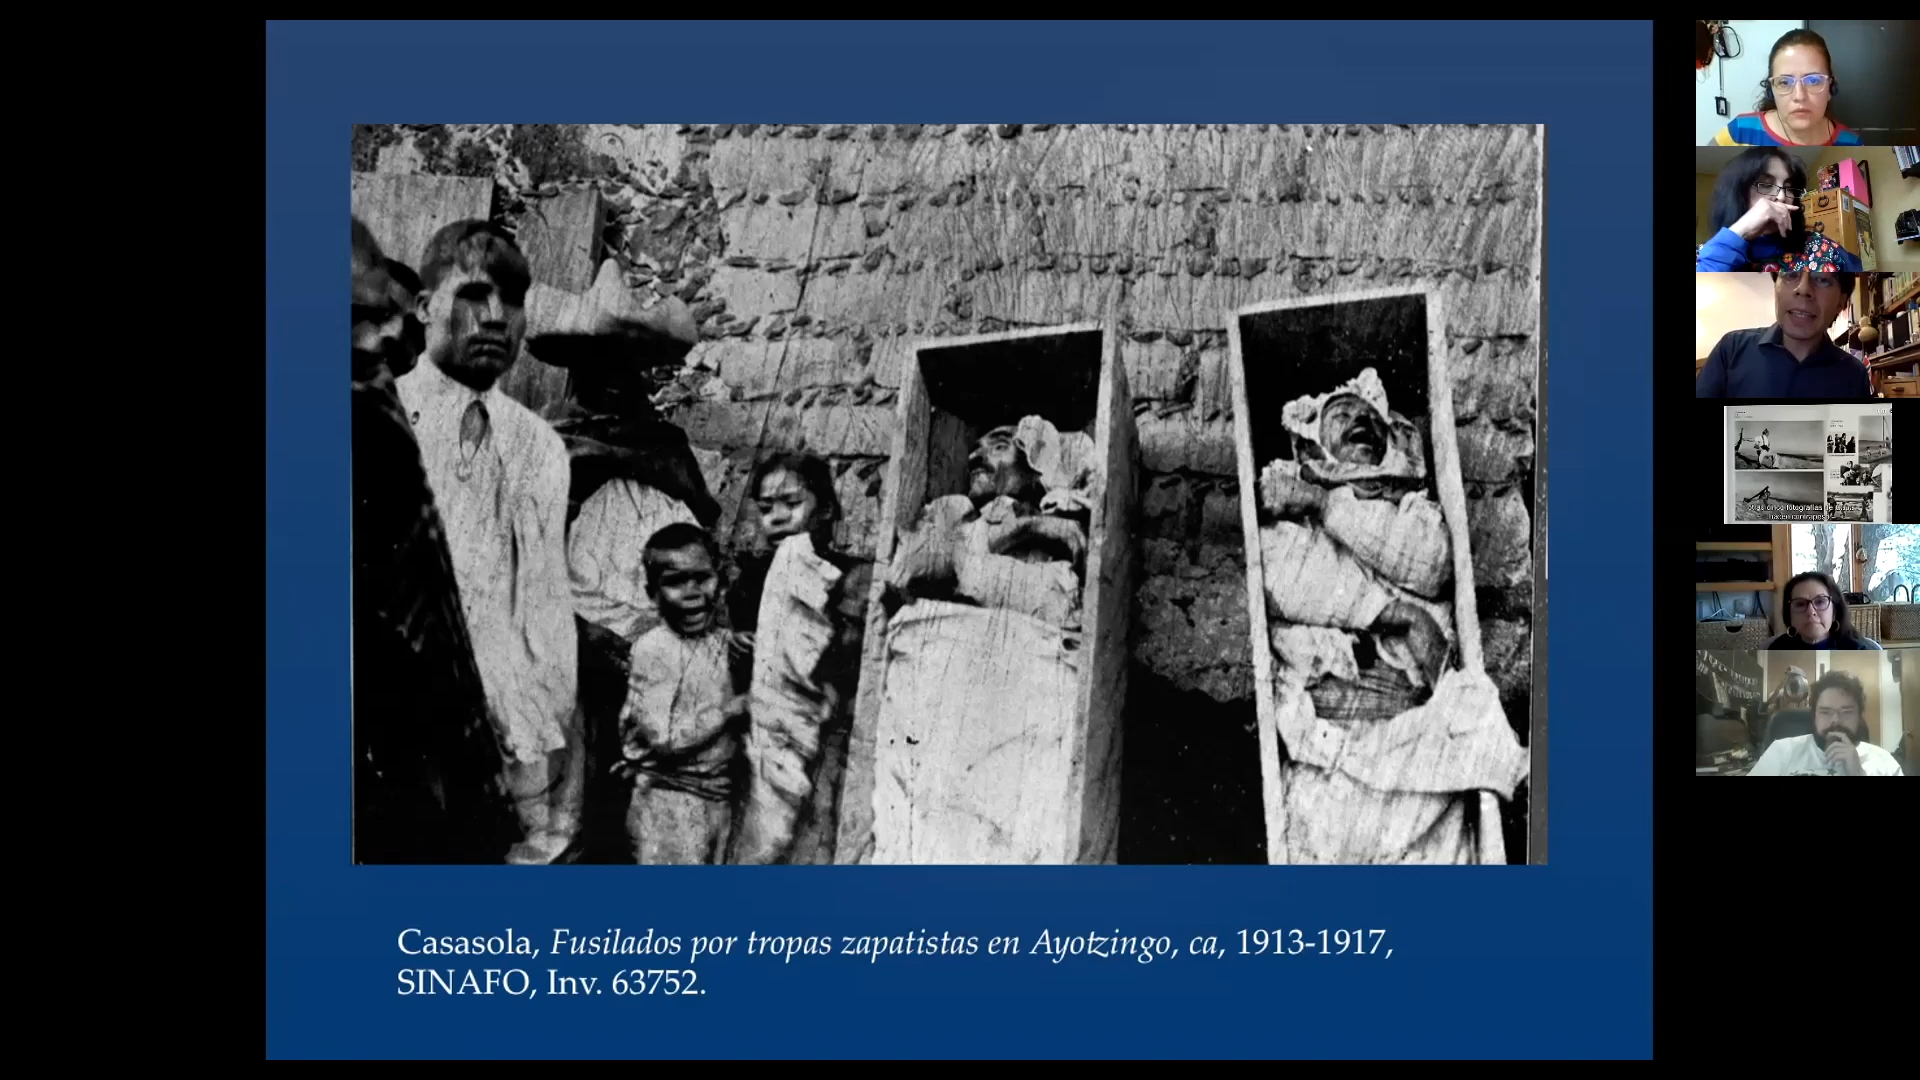 Casasola, Fusilados por tropas zapatistas en Ayotzingo, ca, 1913-1917,
SINAFO, Inv. 63752.